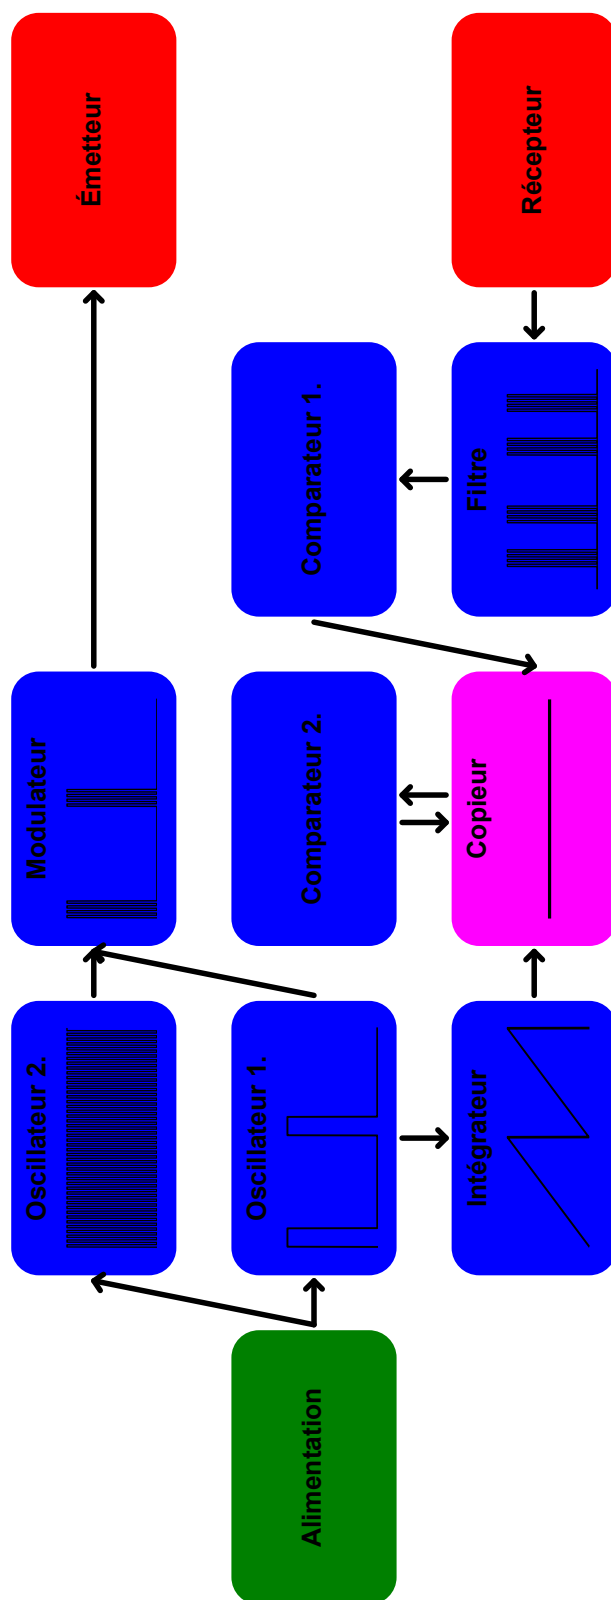 Oscillateur 2.
Modulateur
Émetteur
Alimentation
Oscillateur 1.
Comparateur 2.
Comparateur 1.
Intégrateur
Copieur
Filtre
Récepteur